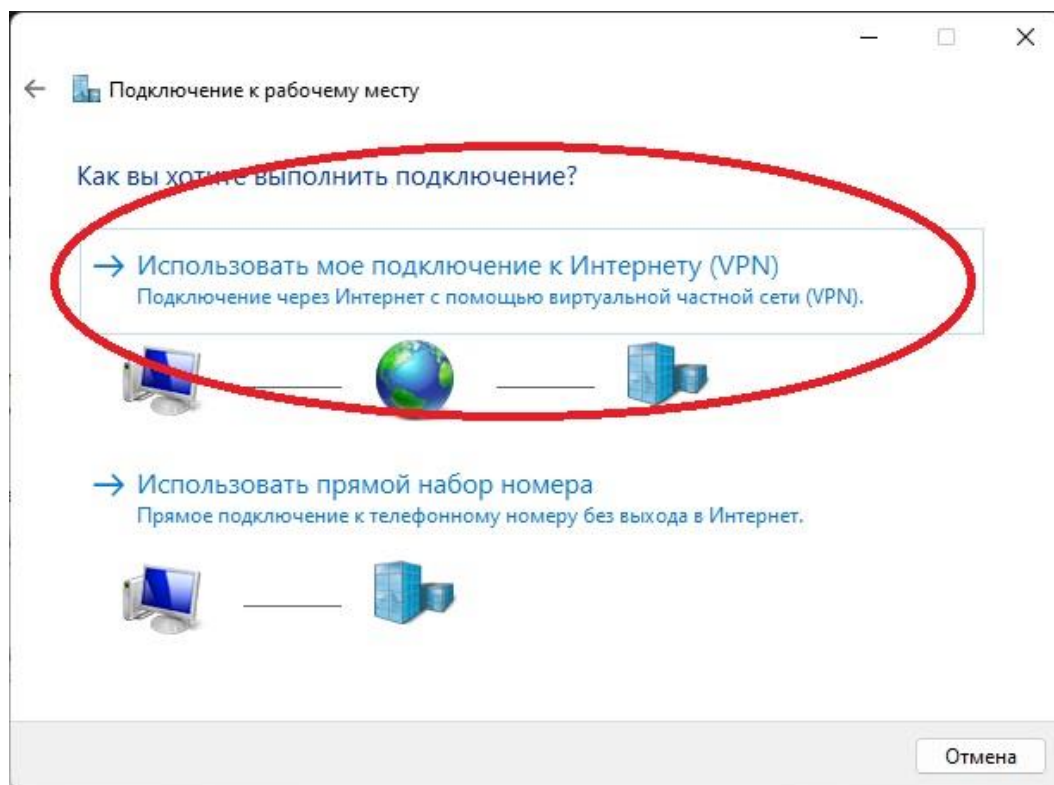 Подключение к рабочему месту
Как вы хотите выполнить подключение?
Использовать мое подключение к Интернету (VPN)
Подключение через Интернет с помощью виртуальной частной сети (VPN).
Использовать прямой набор номера
Прямое подключение к телефонному номеру без выхода в Интернет.
Отмена